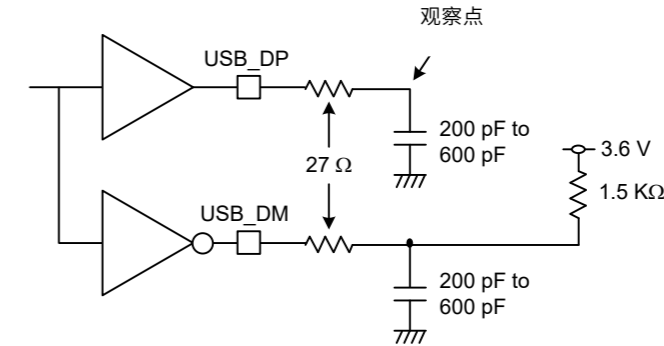 观察点
USB_DP
200 pF to
600 pF
27 Ω
3.6 V
1.5 KΩ
USB_DM
200 pF to
600 pF